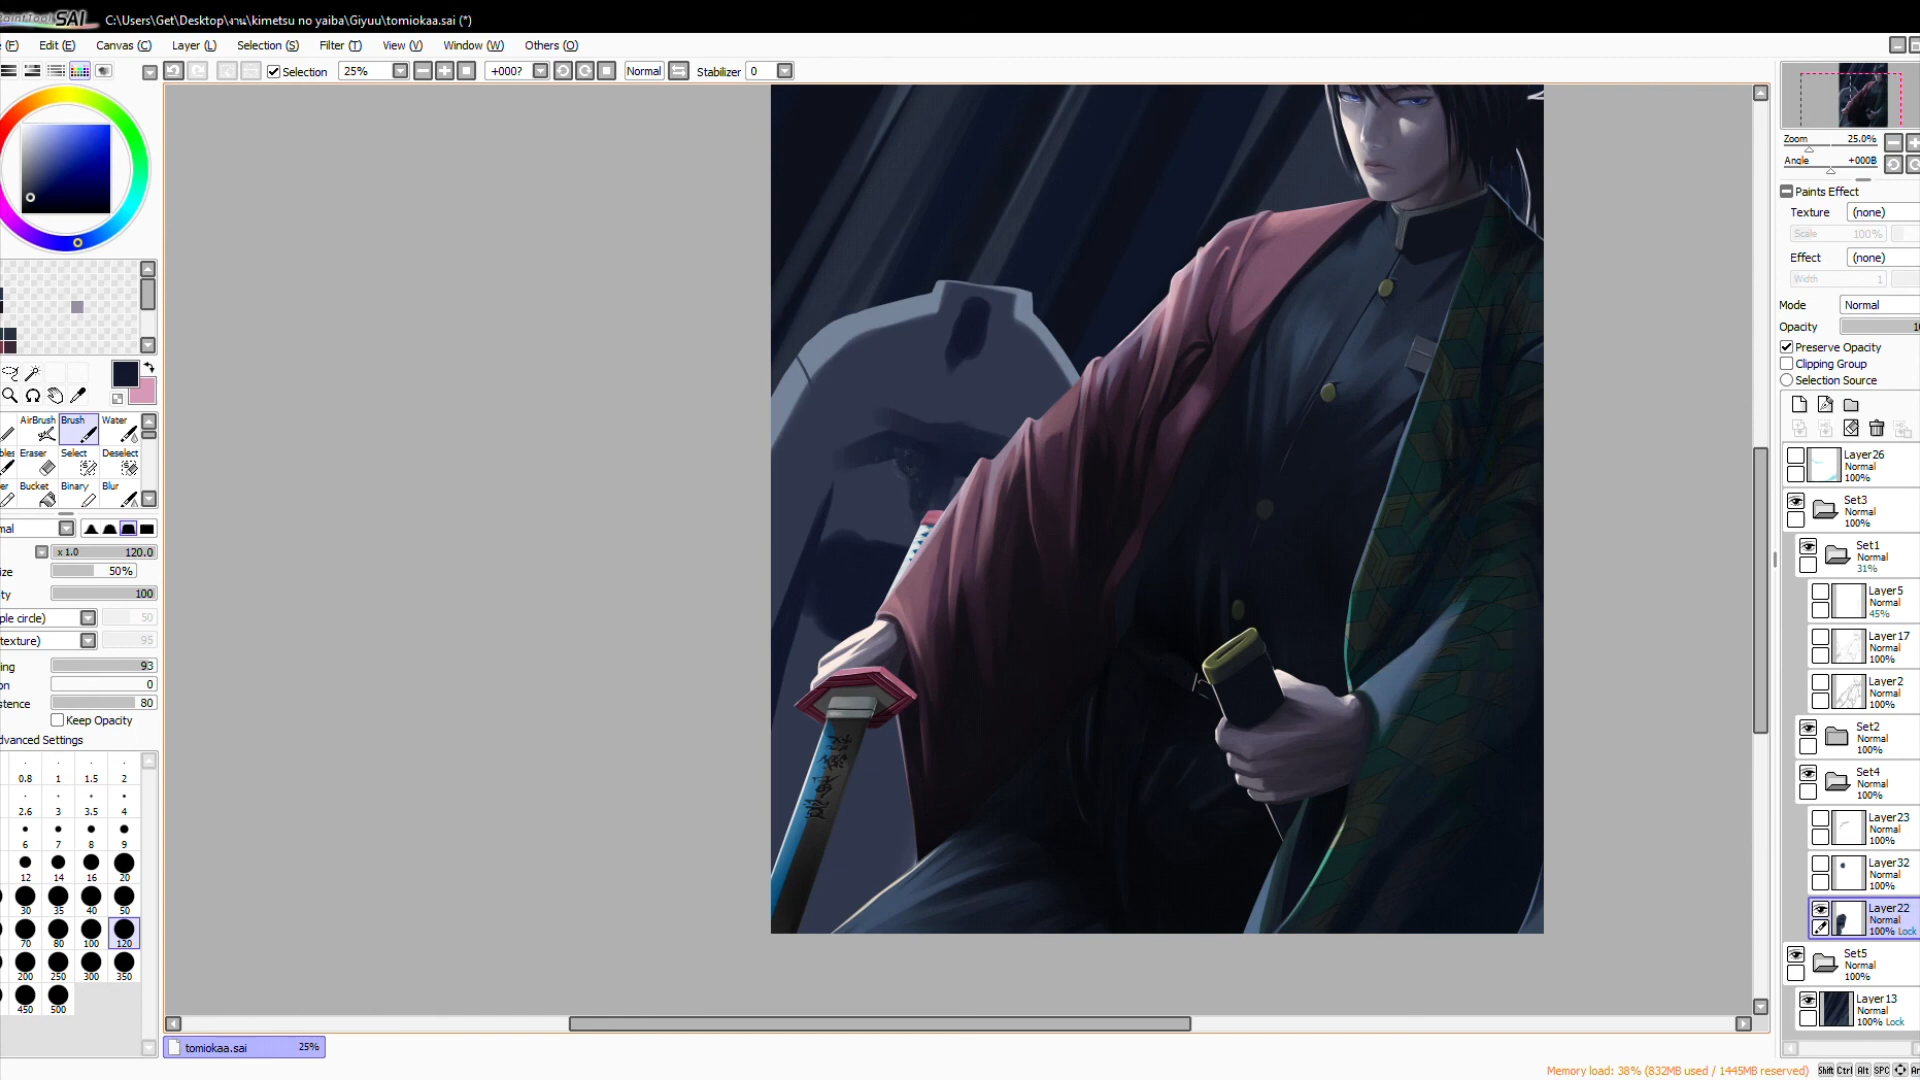 PaintTool SAI C:\Users\Get\Desktop\งาน\kimetsu no yaiba\Giyuu\tomiokaa.sai (*)
(F) Edit (E) Canvas (C) Layer (L) Selection (S) Filter (T) View (V) Window (W) Others (O)
Selection 25% +000? Normal Stabilizer 0
Zoom 25.0%
Angle +000B
Paints Effect
Texture (none)
Scale 100%
Effect (none)
Width 1
Mode Normal
Opacity
Preserve Opacity
Clipping Group
Selection Source
AirBrush Brush Water
Eraser Select Deselect
Bucket Binary Blur
x 1.0 120.0
50%
100
50
95
93
0
80
Keep Opacity
0.8 1 1.5 2
2.6 3 3.5 4
6 7 8 9
12 14 16 20
30 35 40 50
70 80 100 120
200 250 300 350
450 500
Layer26
Normal
100%
Set3
Normal
100%
Set1
Normal
31%
Layer5
Normal
45%
Layer17
Normal
100%
Layer2
Normal
100%
Set2
Normal
100%
Set4
Normal
100%
Layer23
Normal
100%
Layer32
Normal
100%
Layer22
Normal
100% Lock
Set5
Normal
100%
Layer13
Normal
100% Lock
tomiokaa.sai 25%
Memory load: 38% (832MB used / 1445MB reserved) Shift Ctrl Alt SPC